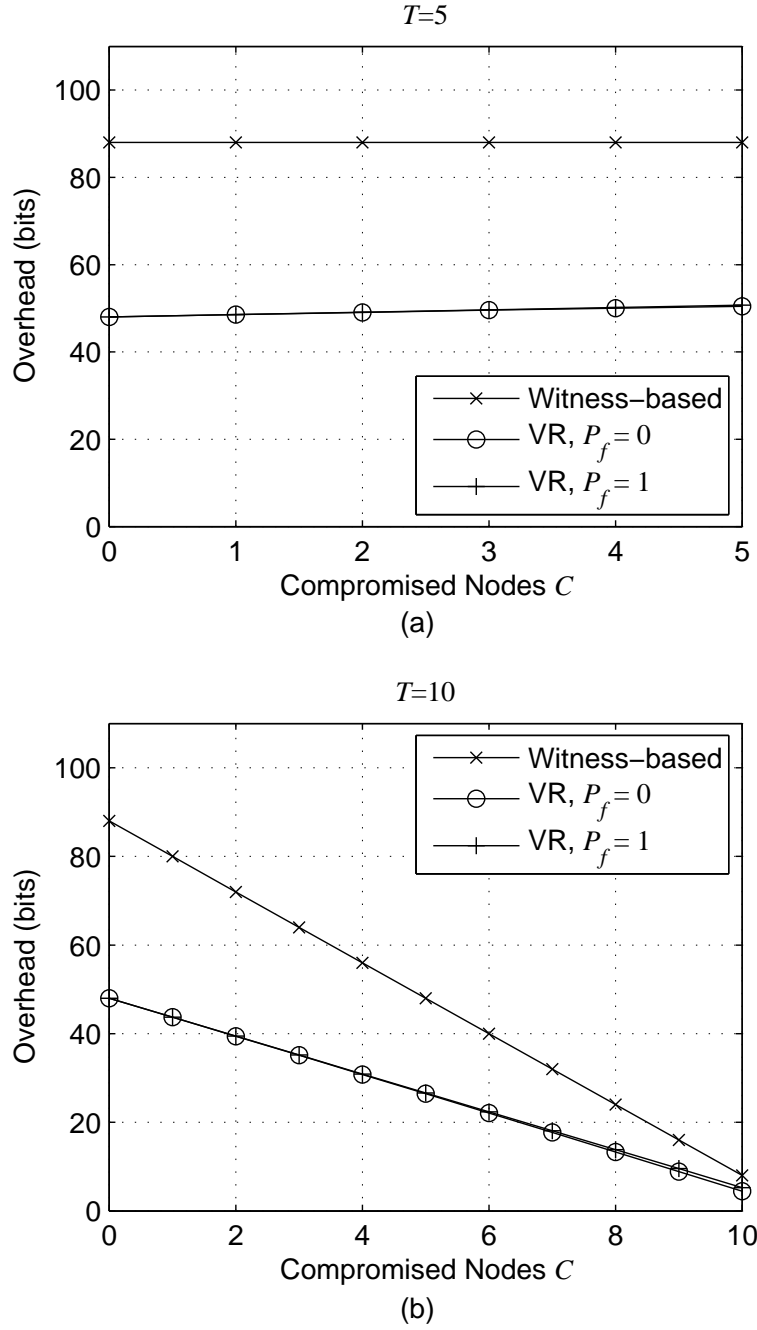 T=5
100
80
60
40
20
0
Overhead (bits)
Witness−based
VR, P_f = 0
VR, P_f = 1
0 1 2 3 4 5
Compromised Nodes C
(a)
T=10
100
80
60
40
20
0
Overhead (bits)
Witness−based
VR, P_f = 0
VR, P_f = 1
0 2 4 6 8 10
Compromised Nodes C
(b)